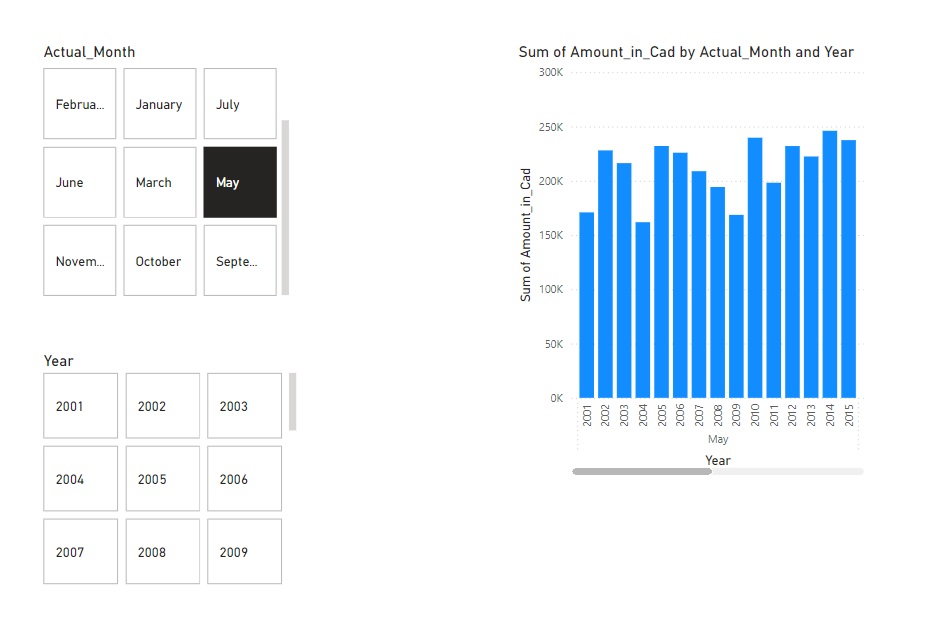 Actual_Month
Febru­a... January July
June March May
Novem... October Septe...
Year
2001 2002 2003
2004 2005 2006
2007 2008 2009
Sum of Amount_in_Cad by Actual_Month and Year
300K
250K
200K
150K
100K
50K
0K
Sum of Amount_in_Cad
2001 2002 2003 2004 2005 2006 2007 2008 2009 2010 2011 2012 2013 2014 2015
May
Year